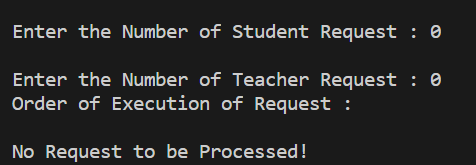 Enter the Number of Student Request : 0
Enter the Number of Teacher Request : 0
Order of Execution of Request :
No Request to be Processed!